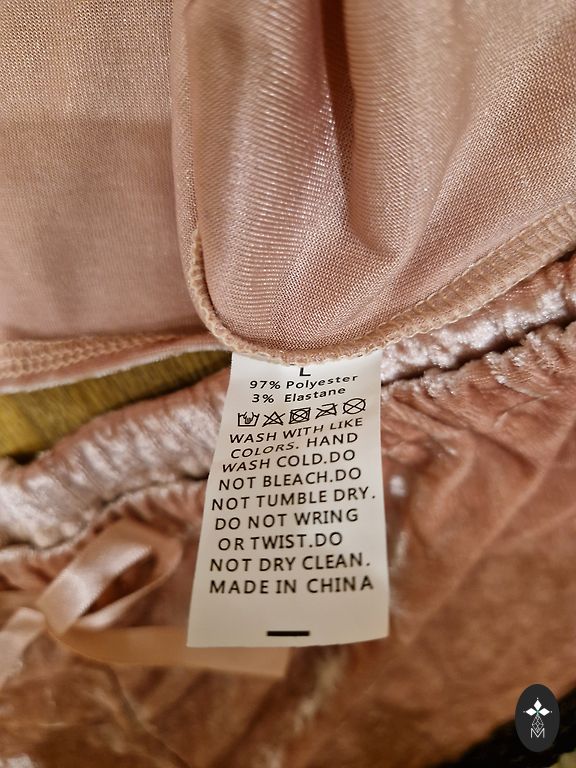 L
97% Polyester
3% Elastane
WASH WITH LIKE
COLORS. HAND
WASH COLD.DO
NOT BLEACH.DO
NOT TUMBLE DRY.
DO NOT WRING
OR TWIST.DO
NOT DRY CLEAN.
MADE IN CHINA
M